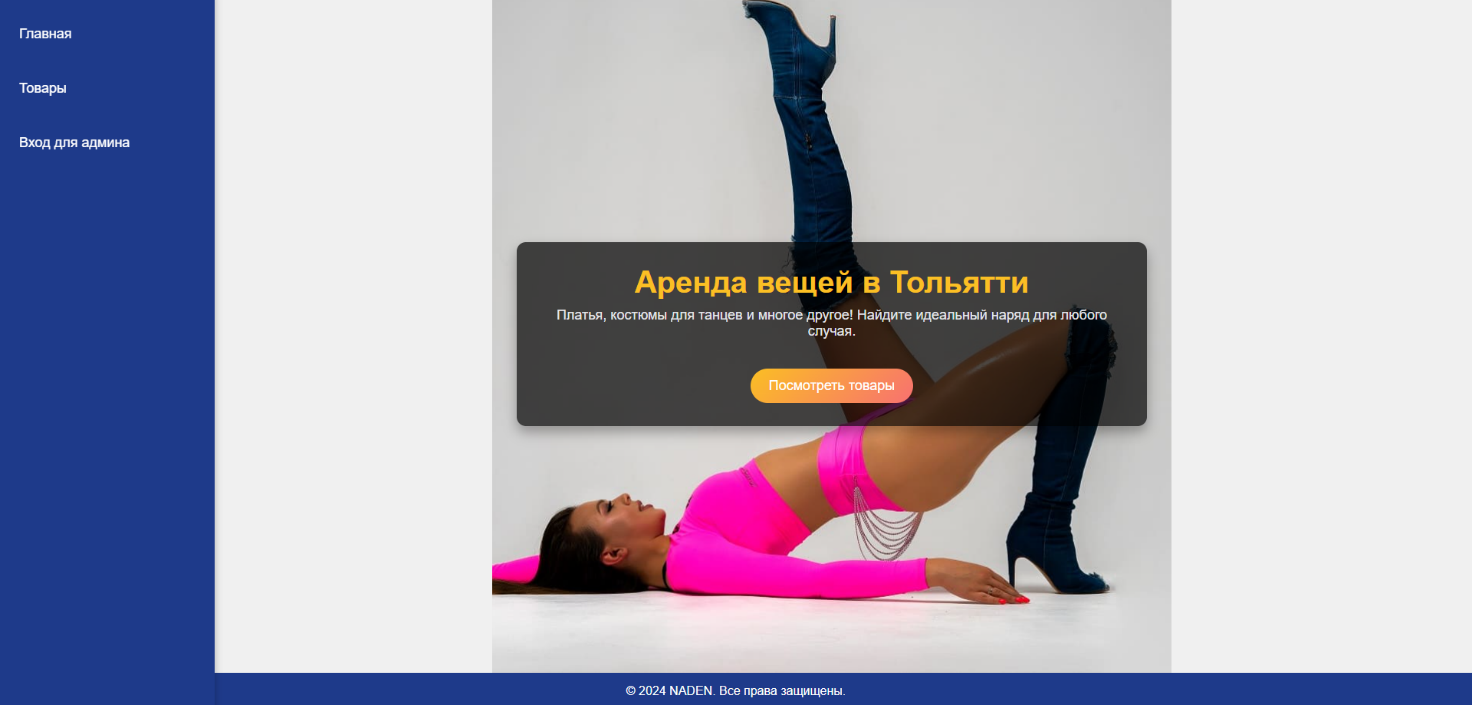 Главная
Товары
Вход для админа
Аренда вещей в Тольятти
Платья, костюмы для танцев и многое другое! Найдите идеальный наряд для любого
случая.
Посмотреть товары
© 2024 NADEN. Все права защищены.